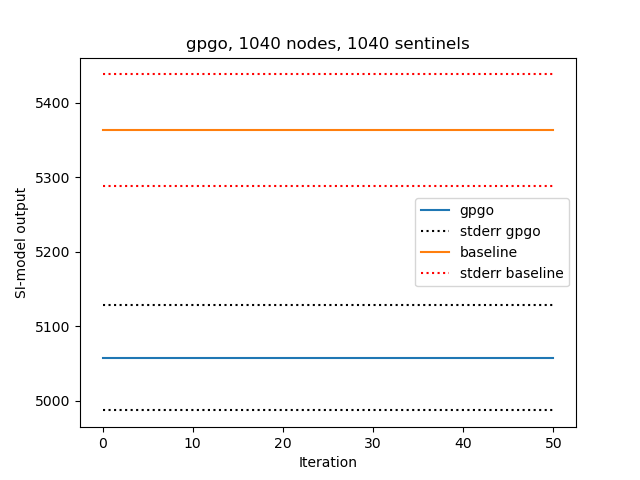 gpgo, 1040 nodes, 1040 sentinels
SI-model output
5400
5300
5200
5100
5000
gpgo
stderr gpgo
baseline
stderr baseline
0 10 20 30 40 50
Iteration